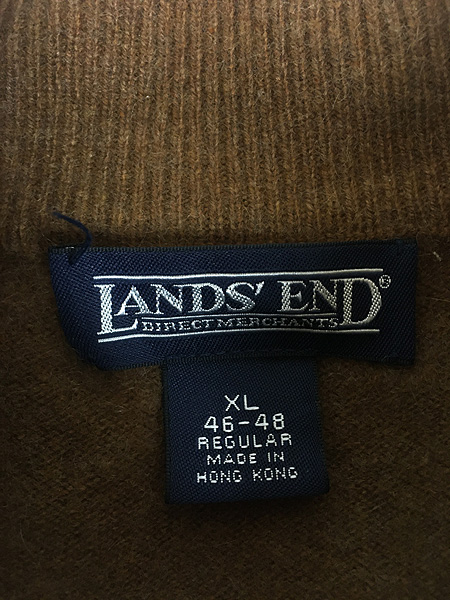 LANDS' END®
DIRECT MERCHANTS
XL
46-48
REGULAR
MADE IN
HONG KONG